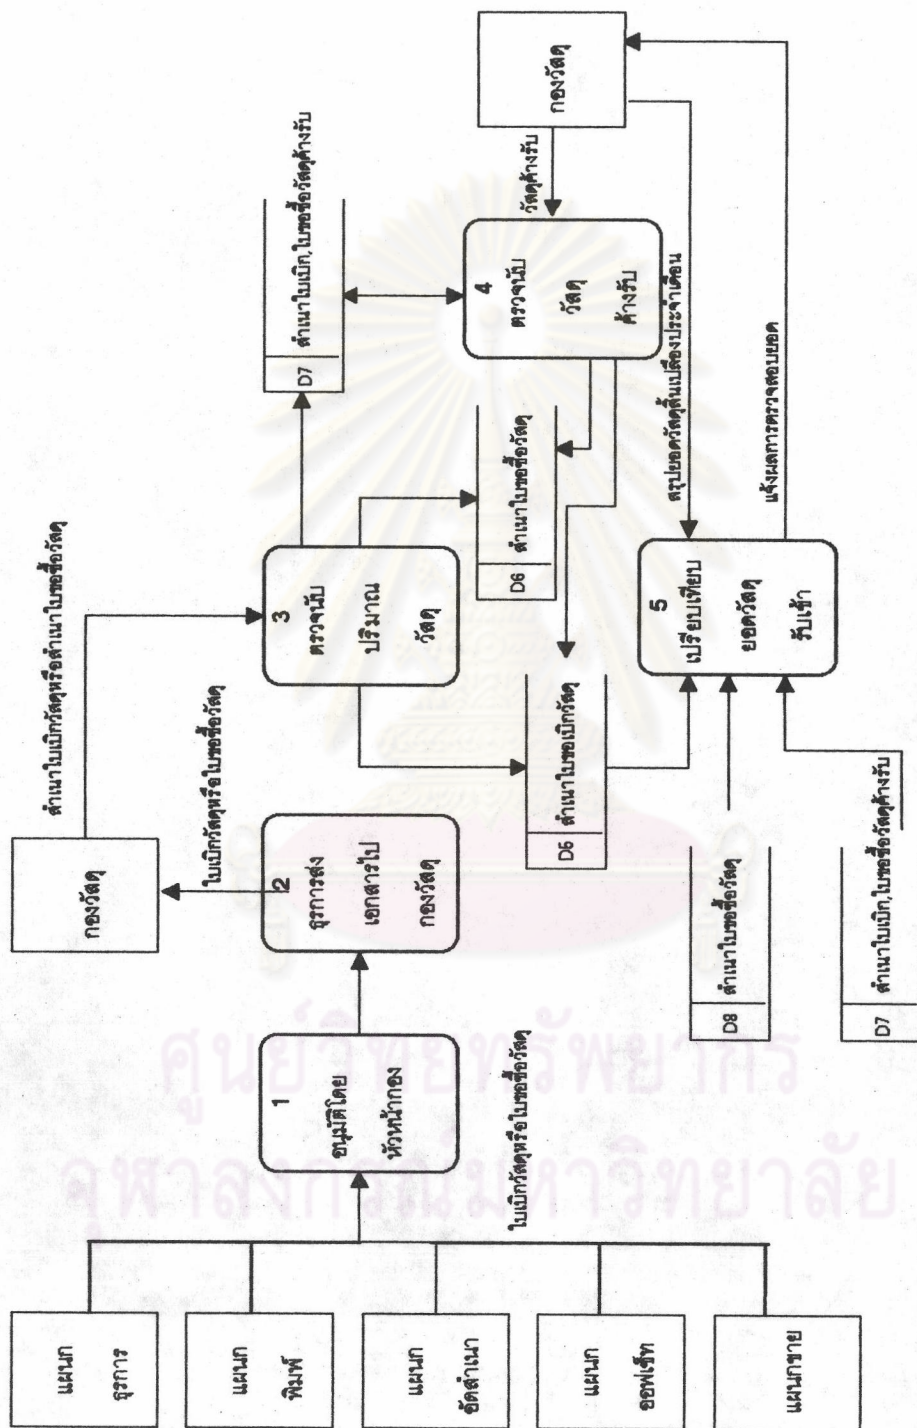 แผนก
ธุรการ
แผนก
พิมพ์
แผนก
อัดสำเนา
แผนก
ออฟเซ็ท
แผนกขาย
ใบเบิกวัสดุหรือใบขอซื้อวัสดุ
1
อนุมัติโดย
หัวหน้ากอง
2
ธุรการส่ง
เอกสารไป
กองวัสดุ
ใบเบิกวัสดุหรือใบขอซื้อวัสดุ
กองวัสดุ
สำเนาใบเบิกวัสดุหรือสำเนาใบขอซื้อวัสดุ
3
ตรวจนับ
ปริมาณ
วัสดุ
D7
สำเนาใบเบิก,ใบขอซื้อวัสดุค้างรับ
D6
สำเนาใบขอซื้อวัสดุ
สำเนาใบขอเบิกวัสดุ
4
ตรวจนับ
วัสดุ
ค้างรับ
วัสดุค้างรับ
กองวัสดุ
สรุปยอดวัสดุสิ้นเปลืองประจำเดือน
แจ้งผลการตรวจสอบยอด
5
เปรียบเทียบ
ยอดวัสดุ
รับเข้า
D8
สำเนาใบขอซื้อวัสดุ
D7
สำเนาใบเบิก,ใบขอซื้อวัสดุค้างรับ
ศูนย์วิทยทรัพยากร
จุฬาลงกรณ์มหาวิทยาลัย